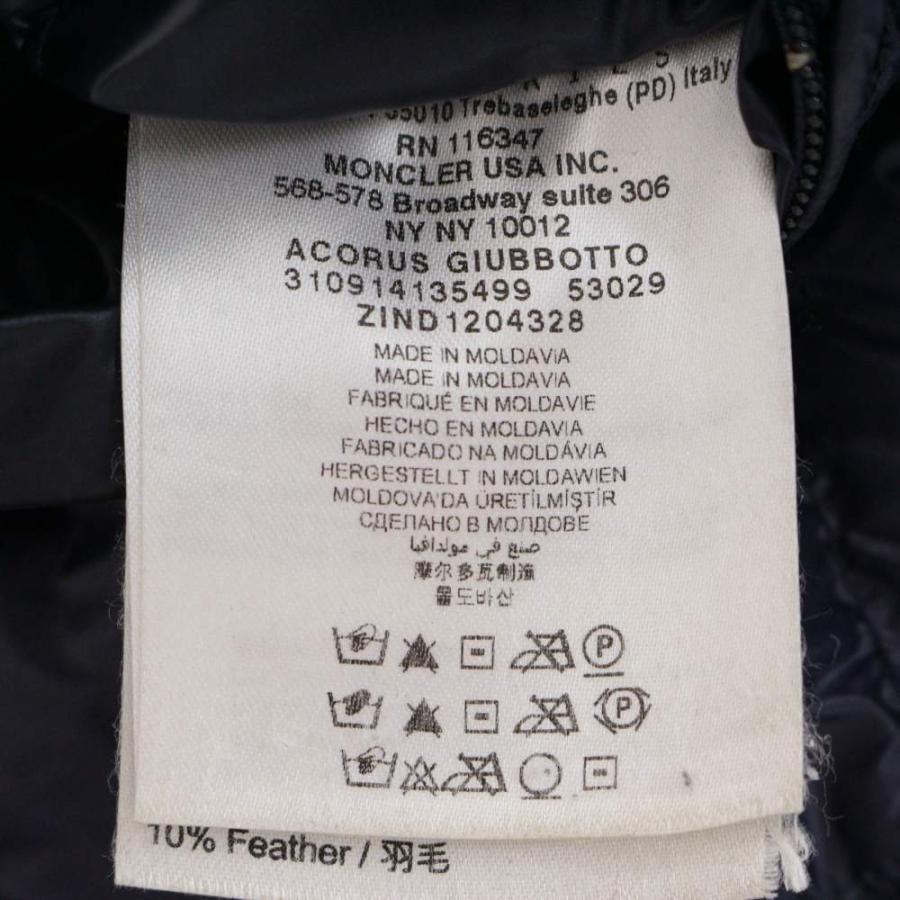 35010 Trebaseleghe (PD) Italy
RN 116347
MONCLER USA INC.
568-578 Broadway suite 306
NY NY 10012
ACORUS GIUBBOTTO
310914135499 53029
ZIND1204328
MADE IN MOLDAVIA
MADE IN MOLDAVIA
FABRIQUÉ EN MOLDAVIE
HECHO EN MOLDAVIA
FABRICADO NA MOLDÁVIA
HERGESTELLT IN MOLDAWIEN
MOLDOVA'DA ÜRETİLMİŞTİR
СДЕЛАНО В МОЛДОВЕ
صنع في مولدافيا
摩尔多瓦制造
몰도바산
P
P
10% Feather / 羽毛